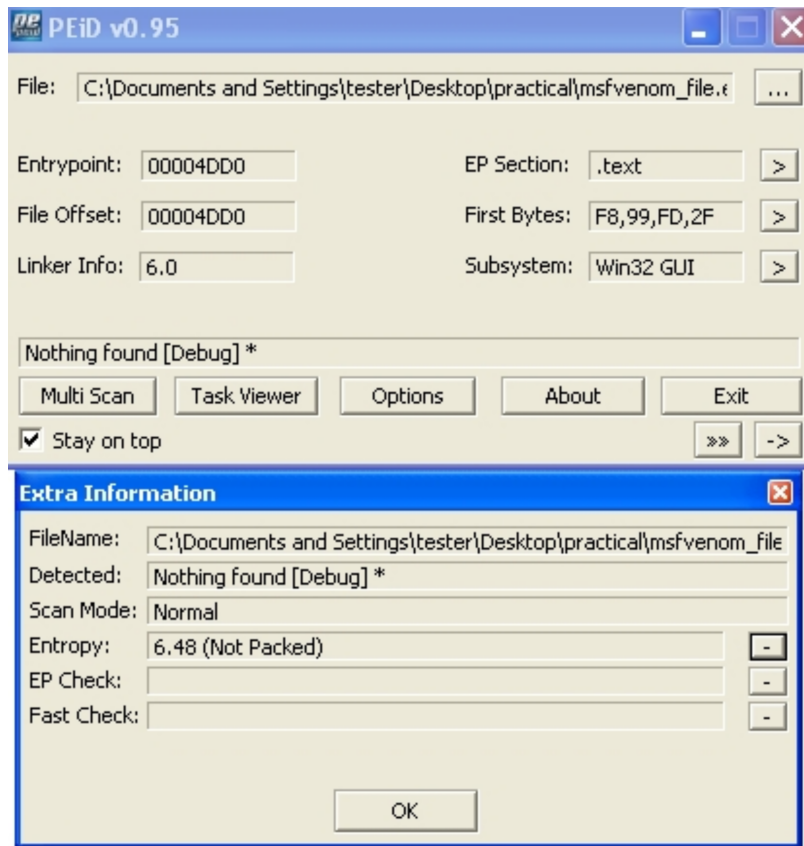 PEiD v0.95
File: C:\Documents and Settings\tester\Desktop\practical\msfvenom_file.e ...
Entrypoint: 00004DD0 EP Section: .text >
File Offset: 00004DD0 First Bytes: F8,99,FD,2F >
Linker Info: 6.0 Subsystem: Win32 GUI >
Nothing found [Debug] *
Multi Scan Task Viewer Options About Exit
Stay on top »» ->
Extra Information
FileName: C:\Documents and Settings\tester\Desktop\practical\msfvenom_file
Detected: Nothing found [Debug] *
Scan Mode: Normal
Entropy: 6.48 (Not Packed) -
EP Check: -
Fast Check: -
OK